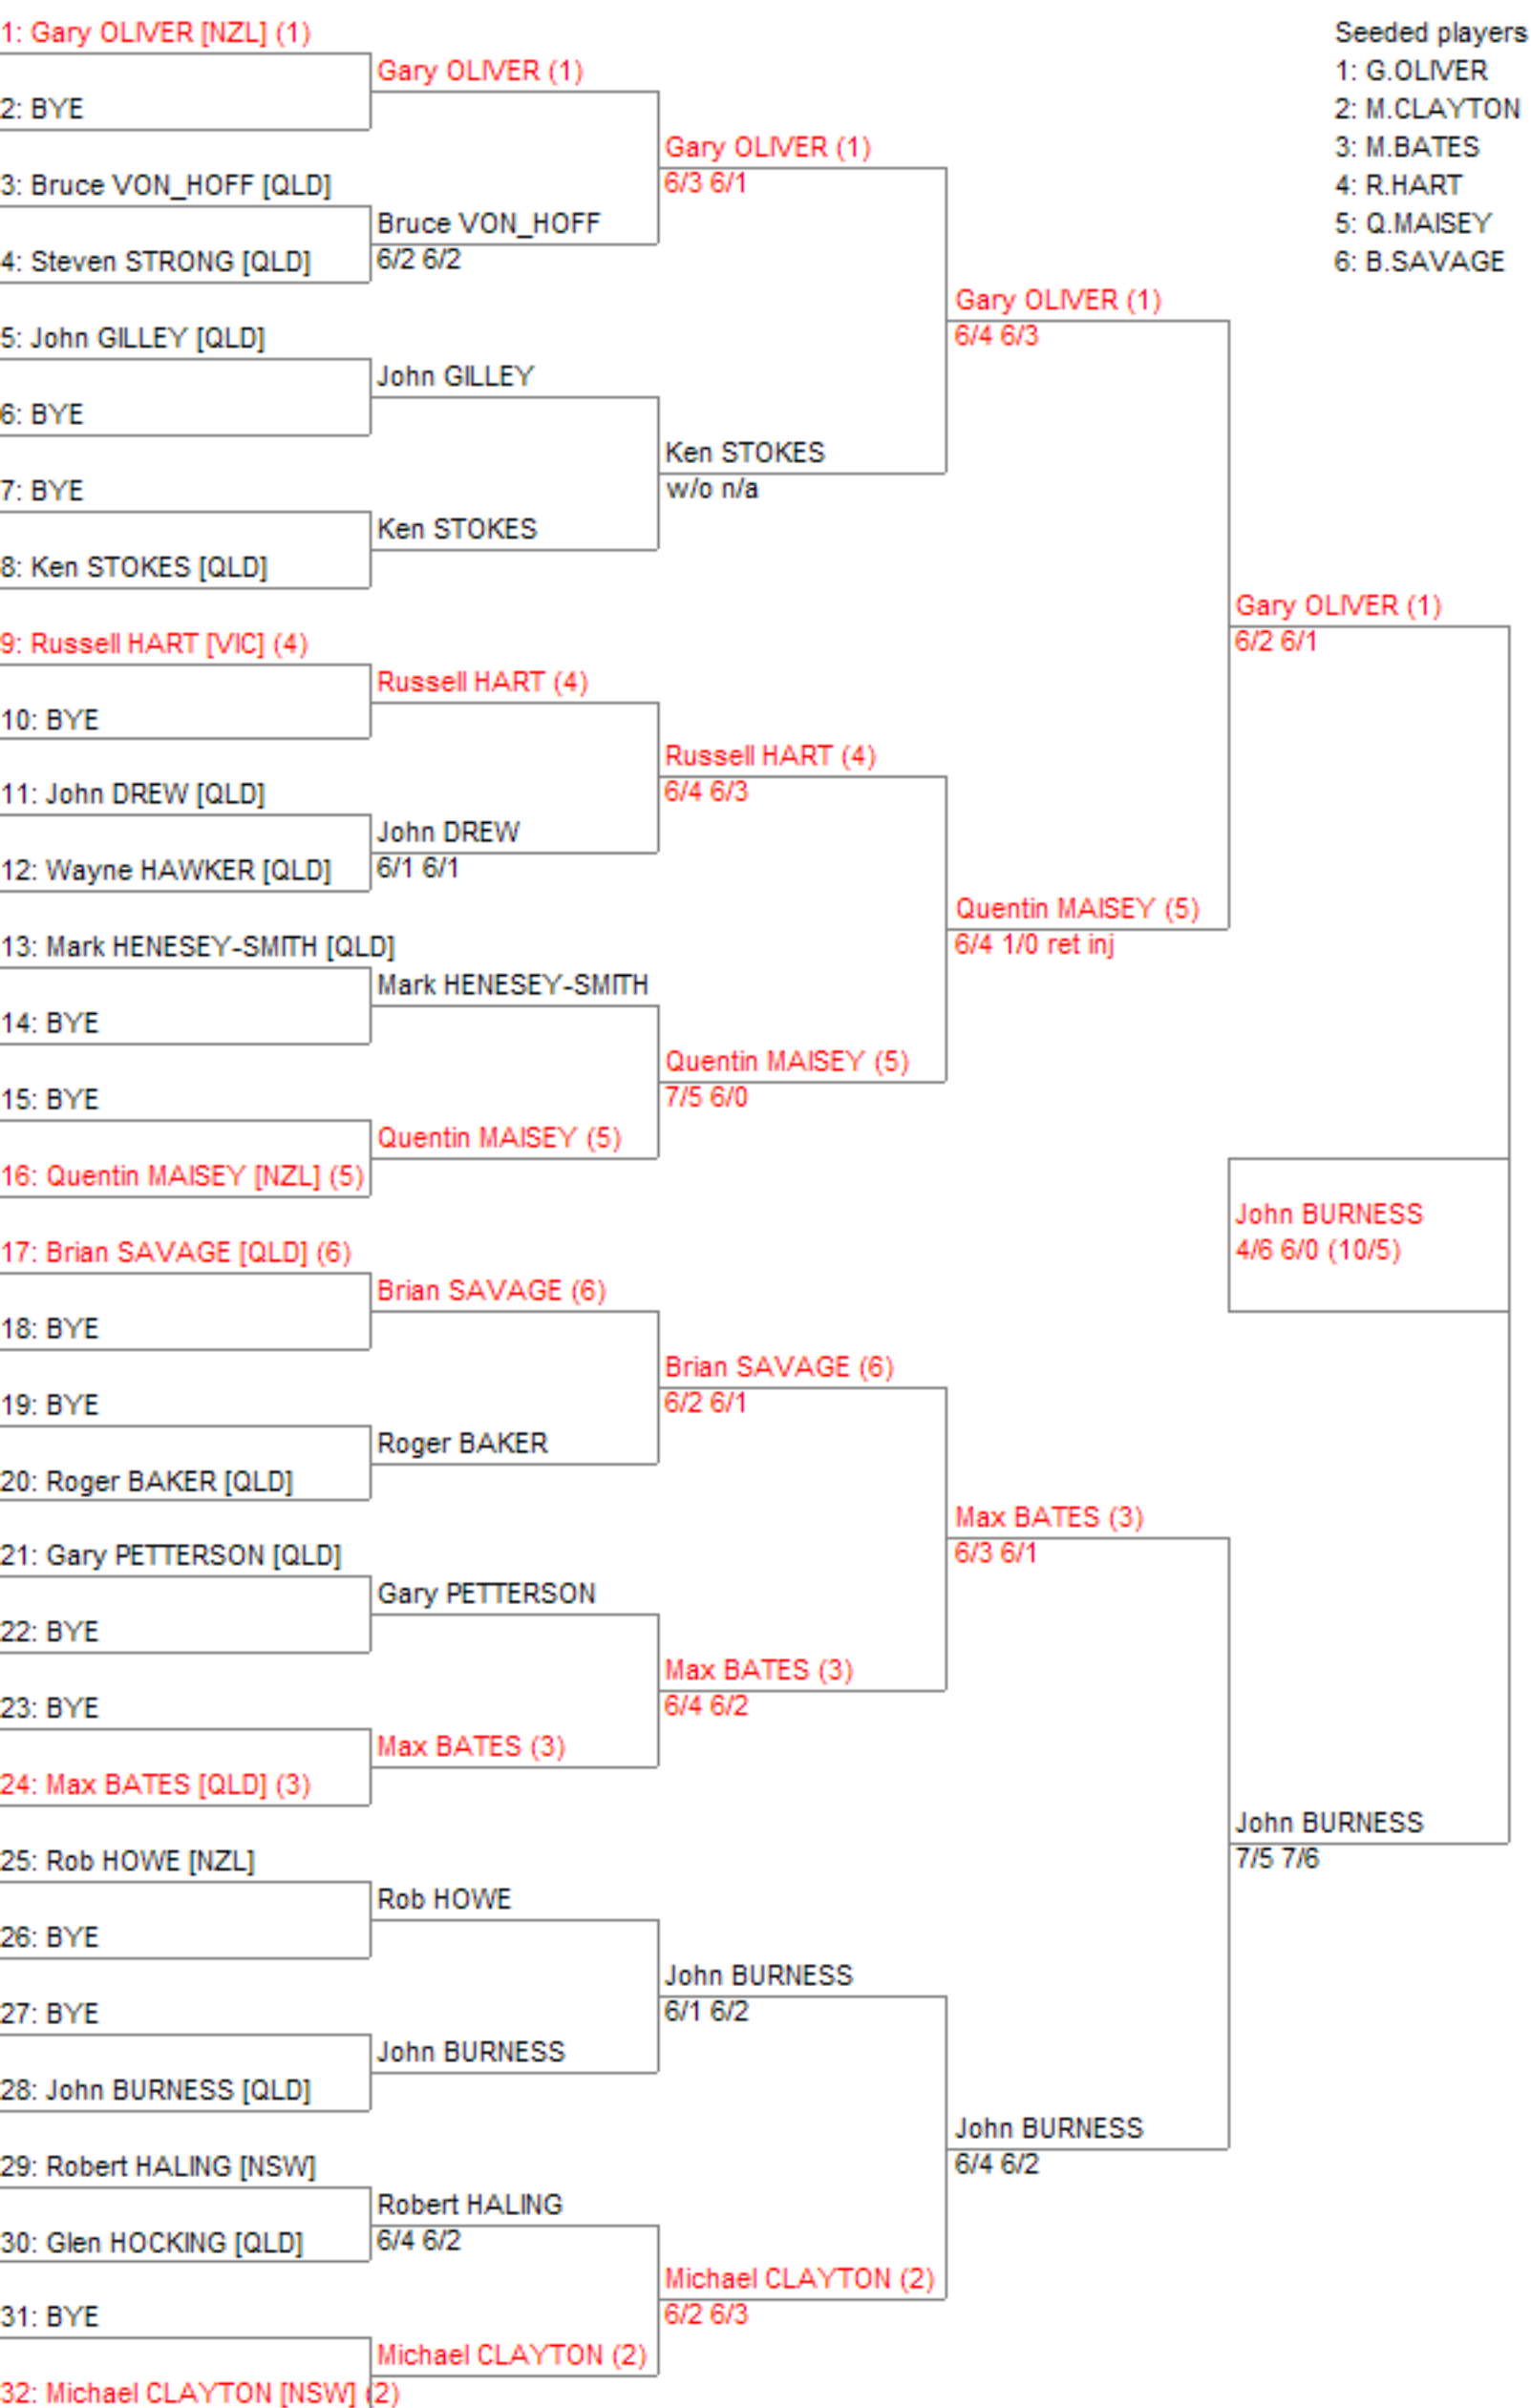 1: Gary OLIVER [NZL] (1)
2: BYE
3: Bruce VON_HOFF [QLD]
4: Steven STRONG [QLD]
5: John GILLEY [QLD]
6: BYE
7: BYE
8: Ken STOKES [QLD]
9: Russell HART [VIC] (4)
10: BYE
11: John DREW [QLD]
12: Wayne HAWKER [QLD]
13: Mark HENESEY-SMITH [QLD]
14: BYE
15: BYE
16: Quentin MAISEY [NZL] (5)
17: Brian SAVAGE [QLD] (6)
18: BYE
19: BYE
20: Roger BAKER [QLD]
21: Gary PETTERSON [QLD]
22: BYE
23: BYE
24: Max BATES [QLD] (3)
25: Rob HOWE [NZL]
26: BYE
27: BYE
28: John BURNESS [QLD]
29: Robert HALING [NSW]
30: Glen HOCKING [QLD]
31: BYE
32: Michael CLAYTON [NSW] (2)
Gary OLIVER (1)
Bruce VON_HOFF
6/2 6/2
John GILLEY
Ken STOKES
Russell HART (4)
John DREW
6/1 6/1
Mark HENESEY-SMITH
Quentin MAISEY (5)
Brian SAVAGE (6)
Roger BAKER
Gary PETTERSON
Max BATES (3)
Rob HOWE
John BURNESS
Robert HALING
6/4 6/2
Michael CLAYTON (2)
Gary OLIVER (1)
6/3 6/1
Ken STOKES
w/o n/a
Russell HART (4)
6/4 6/3
Quentin MAISEY (5)
7/5 6/0
Brian SAVAGE (6)
6/2 6/1
Max BATES (3)
6/4 6/2
John BURNESS
6/1 6/2
Michael CLAYTON (2)
6/2 6/3
Gary OLIVER (1)
6/4 6/3
Quentin MAISEY (5)
6/4 1/0 ret inj
Max BATES (3)
6/3 6/1
John BURNESS
6/4 6/2
Gary OLIVER (1)
6/2 6/1
John BURNESS
7/5 7/6
John BURNESS
4/6 6/0 (10/5)
Seeded players
1: G.OLIVER
2: M.CLAYTON
3: M.BATES
4: R.HART
5: Q.MAISEY
6: B.SAVAGE